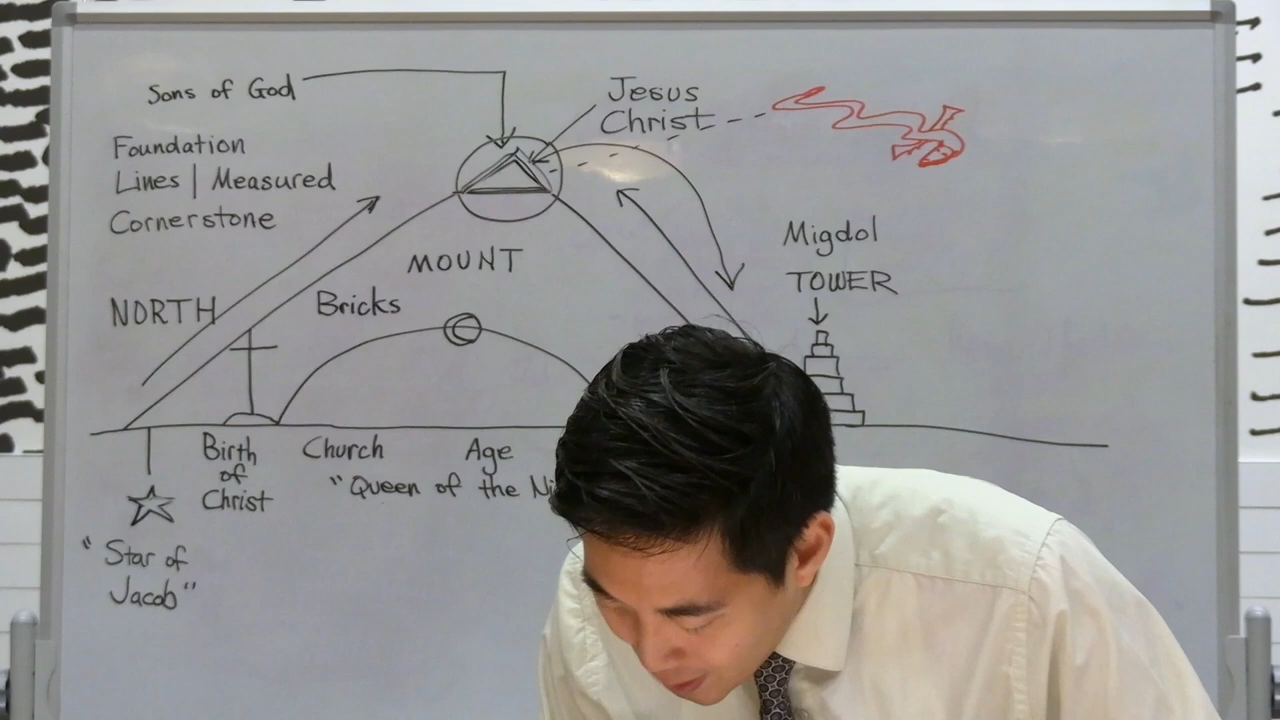 Sons of God
Jesus
Christ
Foundation
Lines | Measured
Cornerstone
Migdol
TOWER
MOUNT
NORTH
Bricks
Birth
of
Christ
Church Age
"Queen of the Ni
"Star of
Jacob"